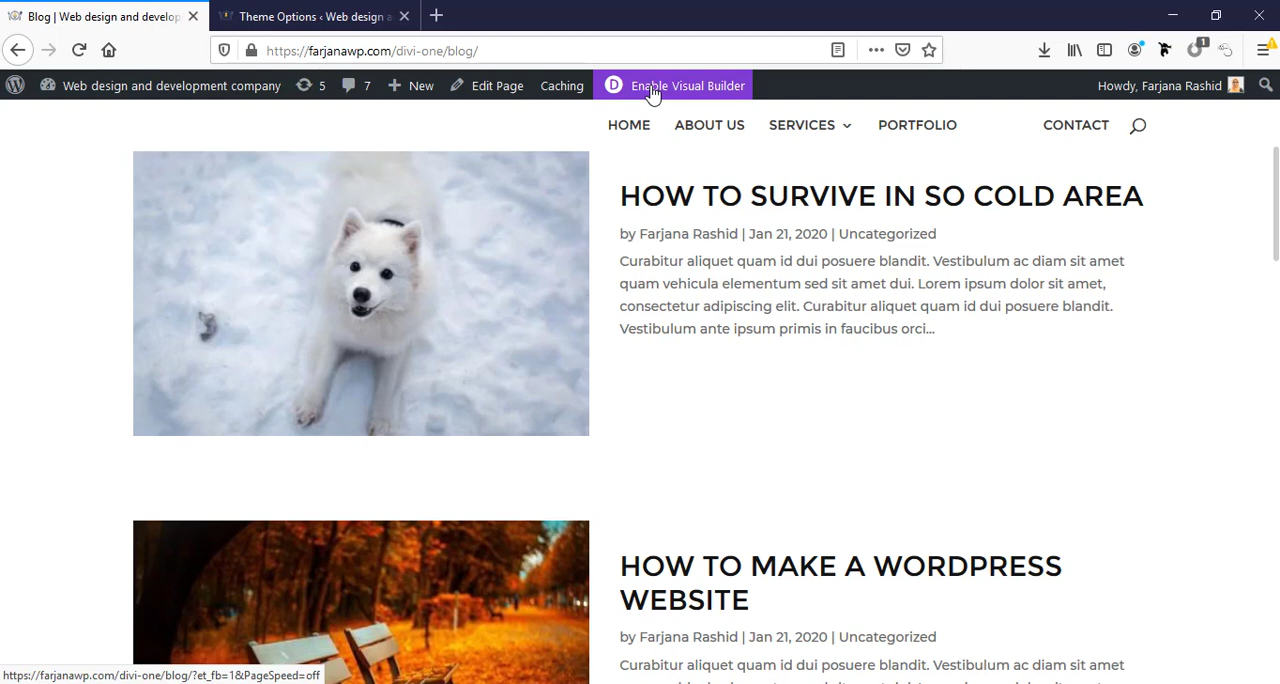 Blog | Web design and develop
Theme Options ‹ Web design a
https://farjanawp.com/divi-one/blog/
1
Web design and development company
5
7
New
Edit Page
Caching
D
Enable Visual Builder
Howdy, Farjana Rashid
HOME
ABOUT US
SERVICES
PORTFOLIO
CONTACT
HOW TO SURVIVE IN SO COLD AREA
by Farjana Rashid | Jan 21, 2020 | Uncategorized
Curabitur aliquet quam id dui posuere blandit. Vestibulum ac diam sit amet
quam vehicula elementum sed sit amet dui. Lorem ipsum dolor sit amet,
consectetur adipiscing elit. Curabitur aliquet quam id dui posuere blandit.
Vestibulum ante ipsum primis in faucibus orci...
HOW TO MAKE A WORDPRESS
WEBSITE
by Farjana Rashid | Jan 21, 2020 | Uncategorized
Curabitur aliquet quam id dui posuere blandit. Vestibulum ac diam sit amet
https://farjanawp.com/divi-one/blog/?et_fb=1&PageSpeed=off